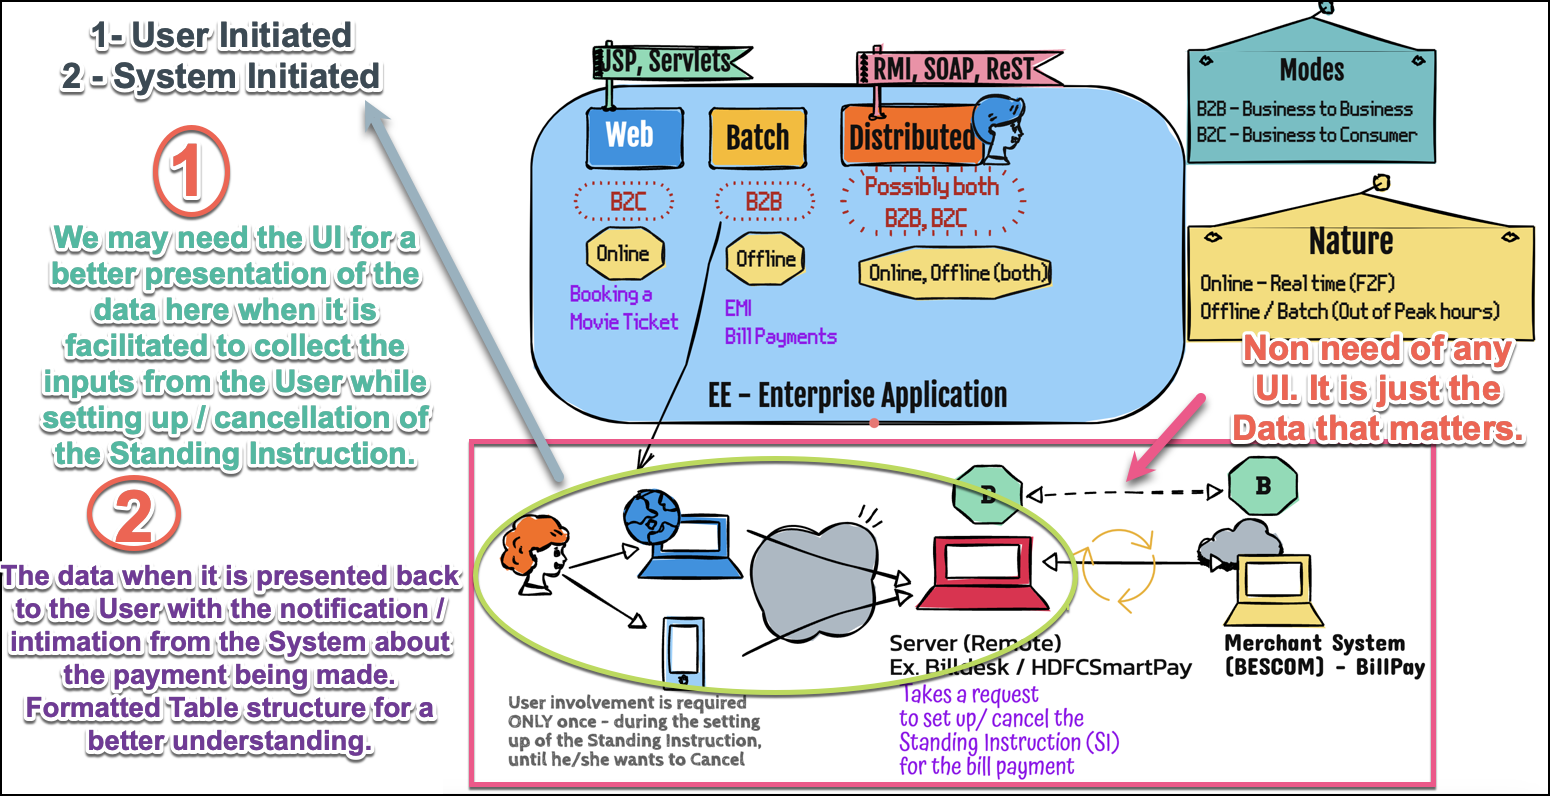 1- User Initiated
2 - System Initiated
1
We may need the UI for a
better presentation of the
data here when it is
facilitated to collect the
inputs from the User while
setting up / cancellation of
the Standing Instruction.
2
The data when it is presented back
to the User with the notification /
intimation from the System about
the payment being made.
Formatted Table structure for a
better understanding.
JSP, Servlets
RMI, SOAP, ReST
Web
Batch
Distributed
B2C
B2B
Possibly both
B2B, B2C
Online
Offline
Online, Offline (both)
Booking a
Movie Ticket
EMI
Bill Payments
EE - Enterprise Application
Modes
B2B - Business to Business
B2C - Business to Consumer
Nature
Online - Real time (F2F)
Offline / Batch (Out of Peak hours)
Non need of any
UI. It is just the
Data that matters.
B
B
Server (Remote)
Ex. Billdesk / HDFCSmartPay
Takes a request
to set up/ cancel the
Standing Instruction (SI)
for the bill payment
Merchant System
(BESCOM) - BillPay
User involvement is required
ONLY once - during the setting
up of the Standing Instruction,
until he/she wants to Cancel